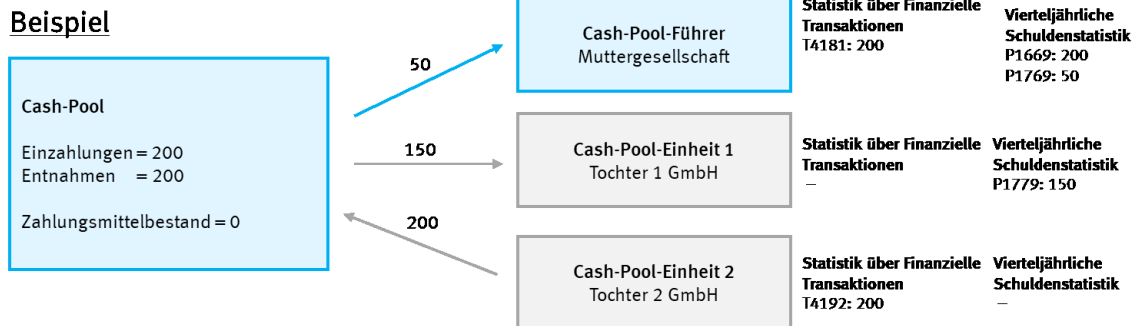 Beispiel
Cash-Pool
Einzahlungen = 200
Entnahmen = 200
Zahlungsmittelbestand = 0
50
150
200
Cash-Pool-Führer
Muttergesellschaft
Statistik über Finanzielle
Transaktionen
T4181: 200
Vierteljährliche
Schuldenstatistik
P1669: 200
P1769: 50
Cash-Pool-Einheit 1
Tochter 1 GmbH
Statistik über Finanzielle
Transaktionen
–
Vierteljährliche
Schuldenstatistik
P1779: 150
Cash-Pool-Einheit 2
Tochter 2 GmbH
Statistik über Finanzielle
Transaktionen
T4192: 200
Vierteljährliche
Schuldenstatistik
–